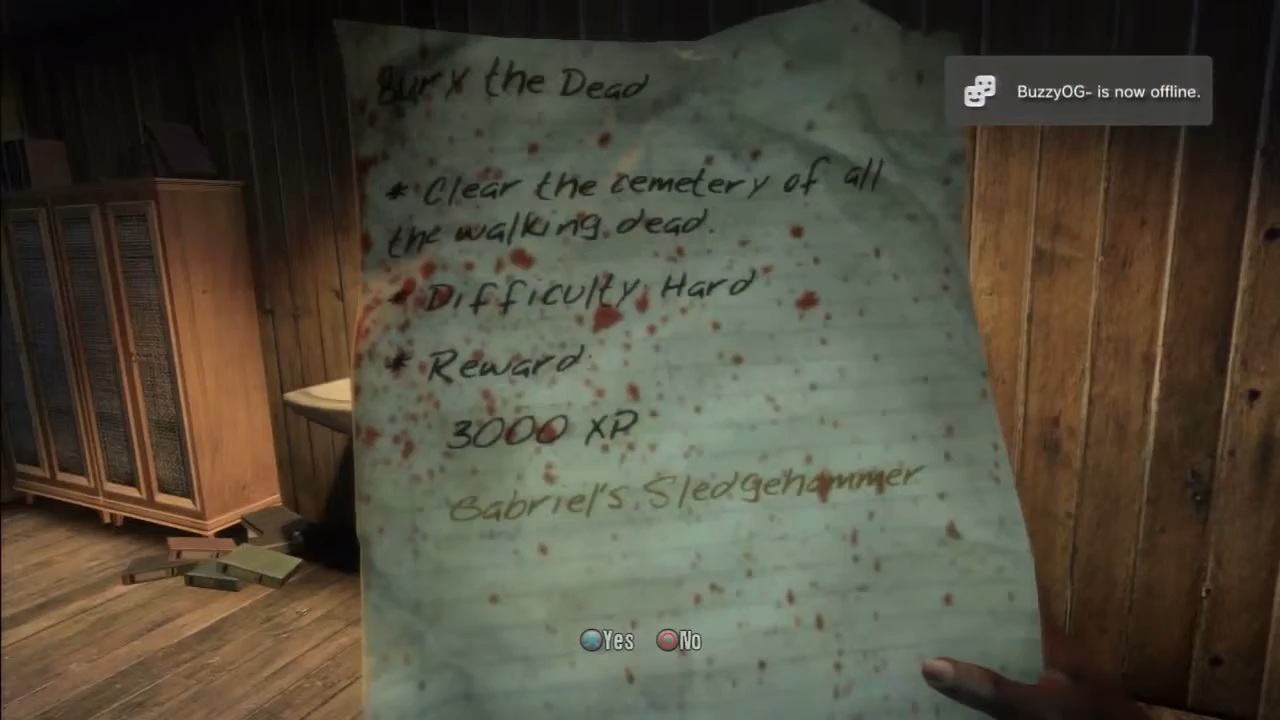 Bury the Dead
BuzzyOG- is now offline.
* Clear the cemetery of all
the walking dead.
* Difficulty: Hard
* Reward
3000 XP
Gabriel's Sledgehammer
Yes No